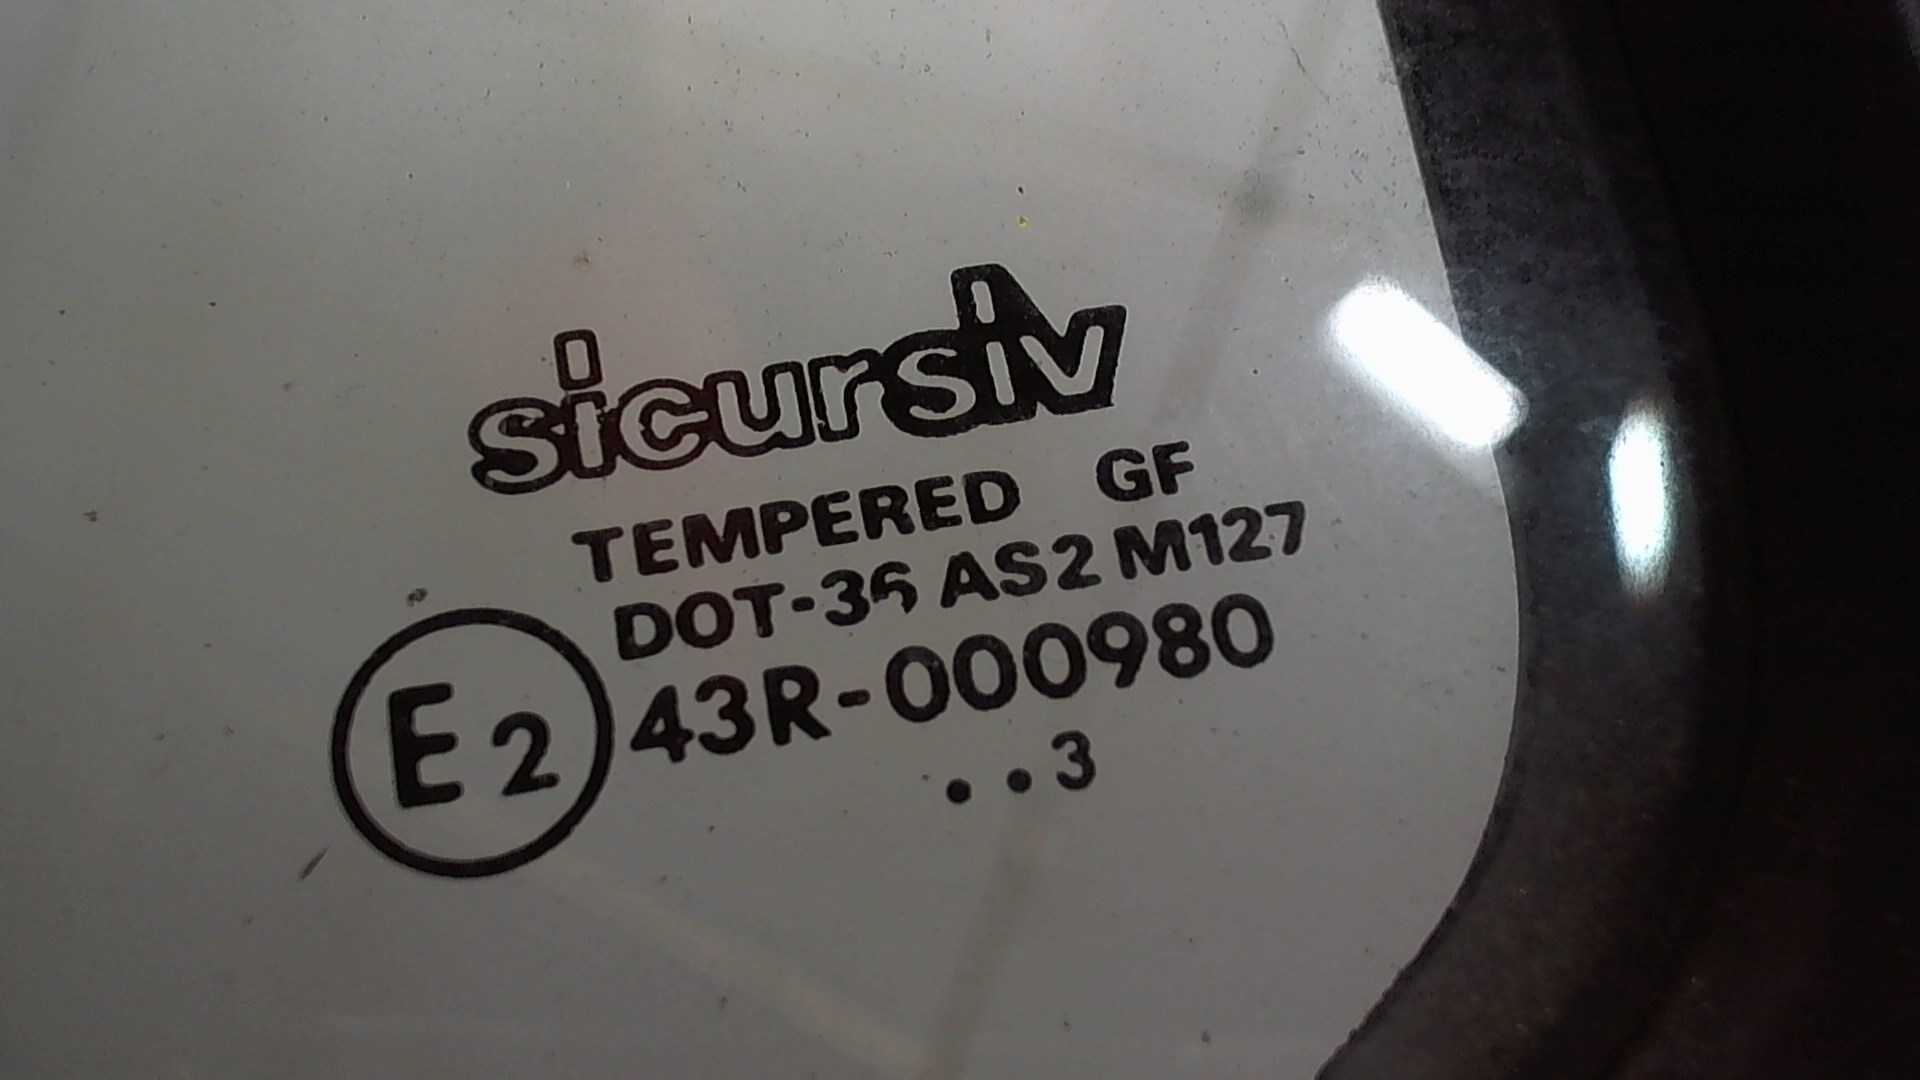 sicursiv
TEMPERED GF
DOT-36 AS2 M127
E2 43R-000980
..3